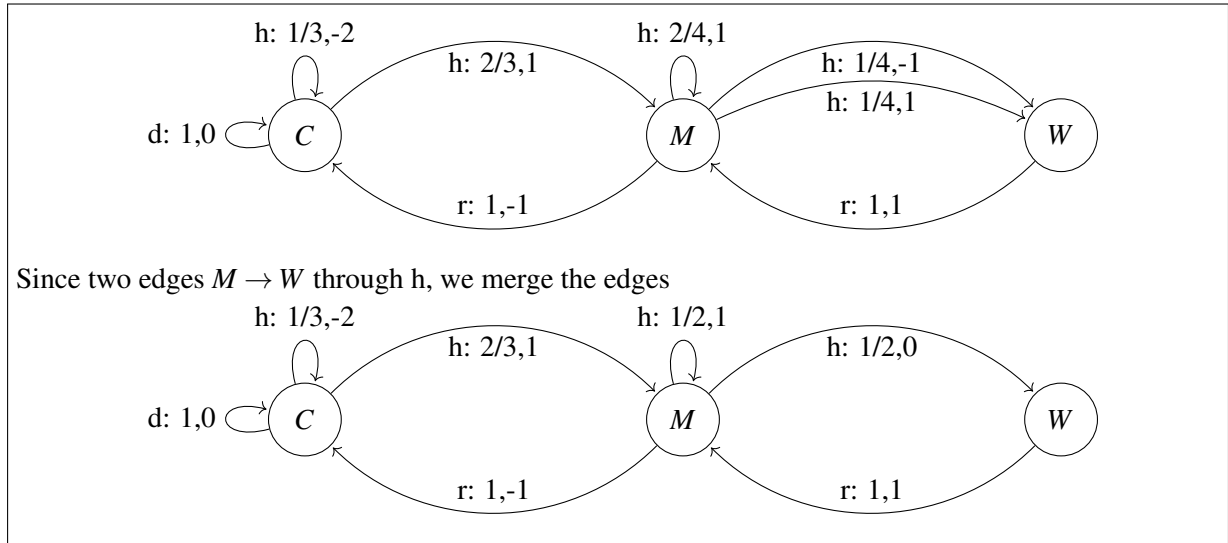 h: 1/3,-2
h: 2/4,1
h: 2/3,1
h: 1/4,-1
h: 1/4,1
d: 1,0
C
M
W
r: 1,-1
r: 1,1
Since two edges M → W through h, we merge the edges
h: 1/3,-2
h: 1/2,1
h: 2/3,1
h: 1/2,0
d: 1,0
C
M
W
r: 1,-1
r: 1,1